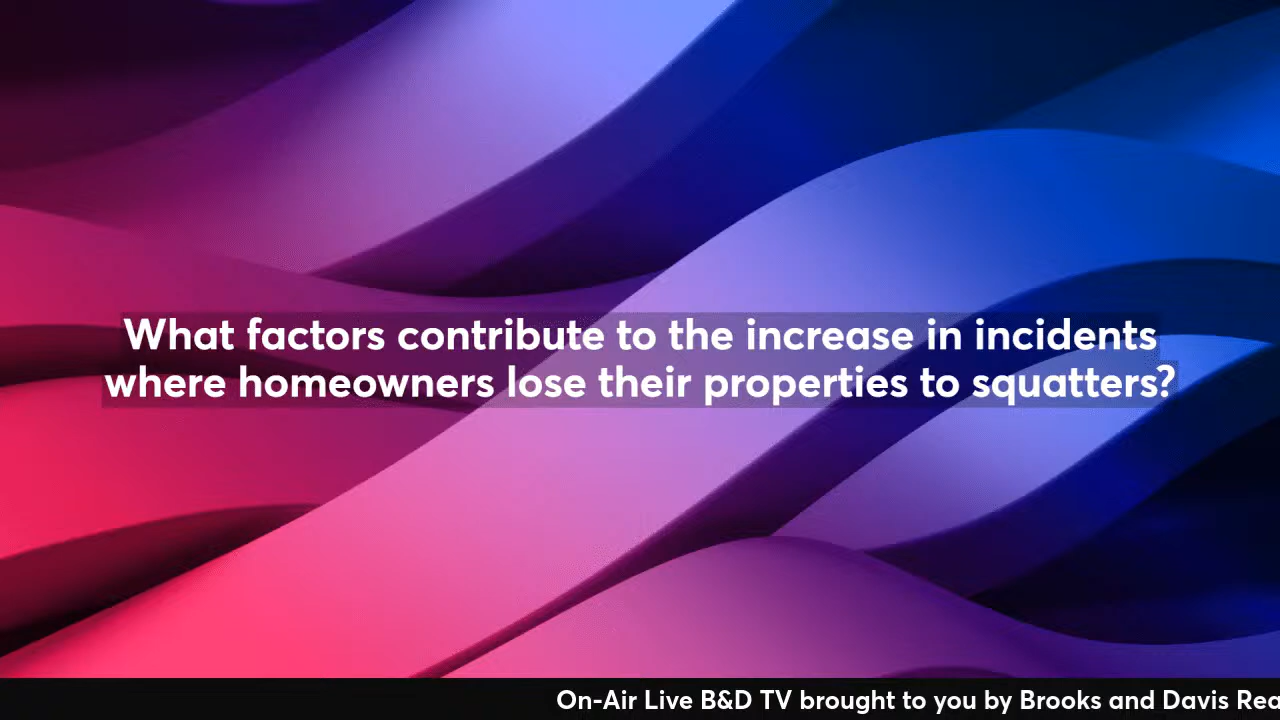 What factors contribute to the increase in incidents
where homeowners lose their properties to squatters?
On-Air Live B&D TV brought to you by Brooks and Davis